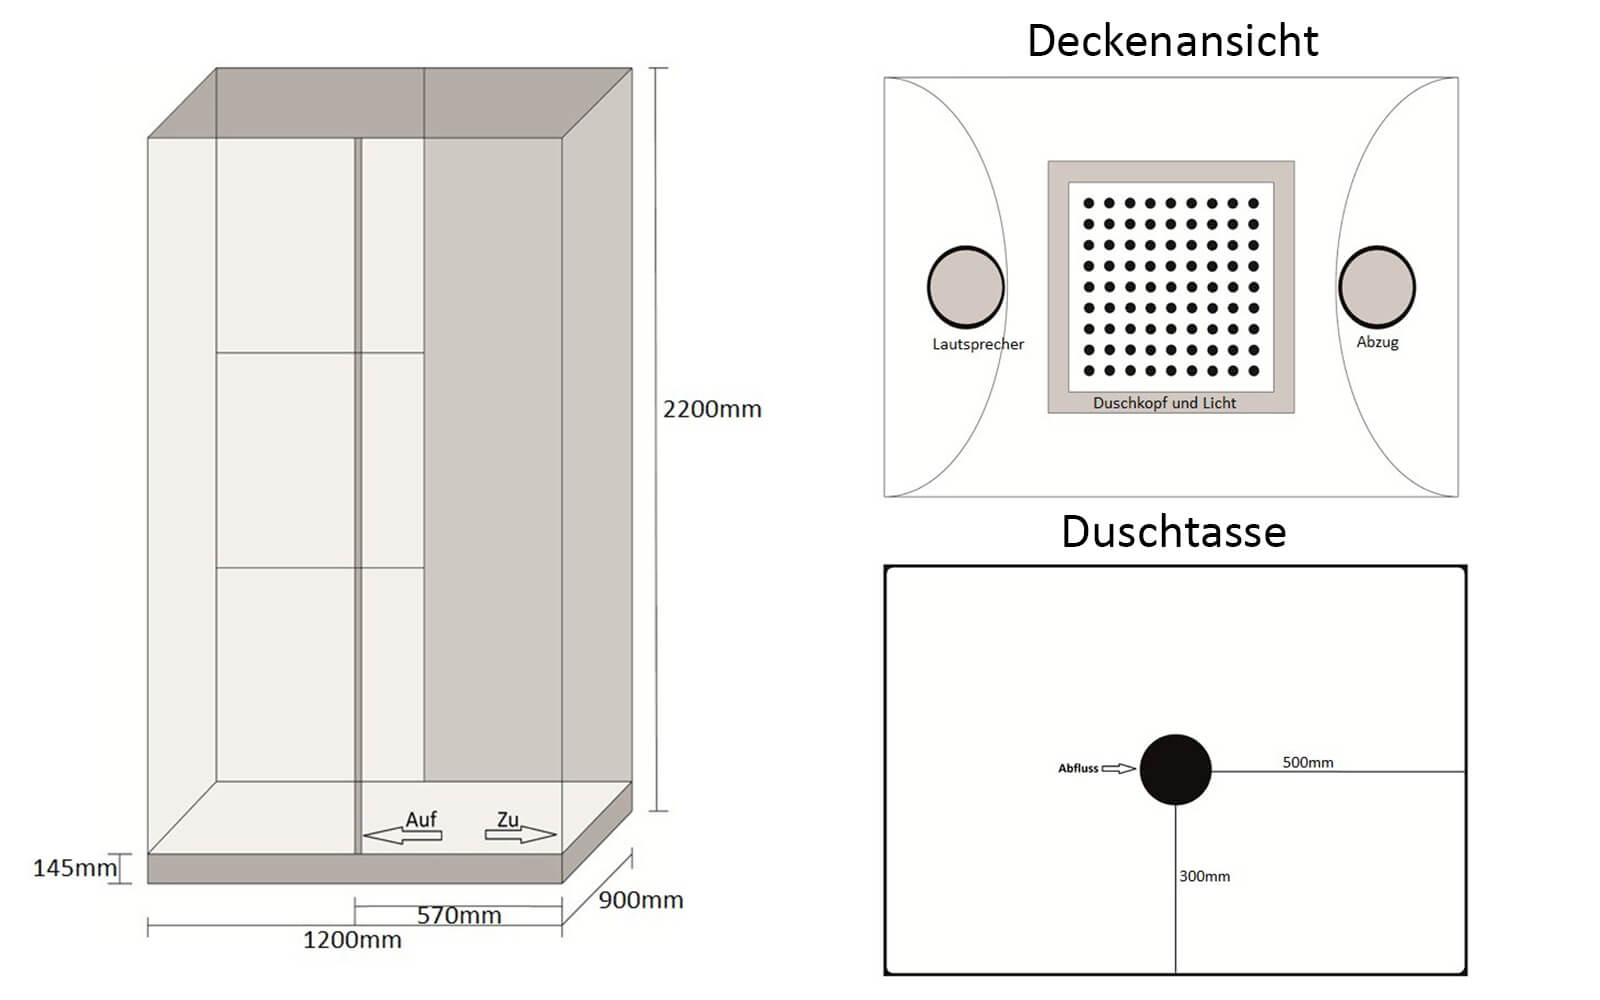 Deckenansicht
Lautsprecher
Abzug
Duschkopf und Licht
2200mm
Auf
Zu
145mm
900mm
570mm
1200mm
Duschtasse
Abfluss
500mm
300mm